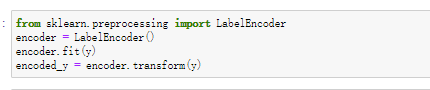 :
from sklearn.preprocessing import LabelEncoder
encoder = LabelEncoder()
encoder.fit(y)
encoded_y = encoder.transform(y)